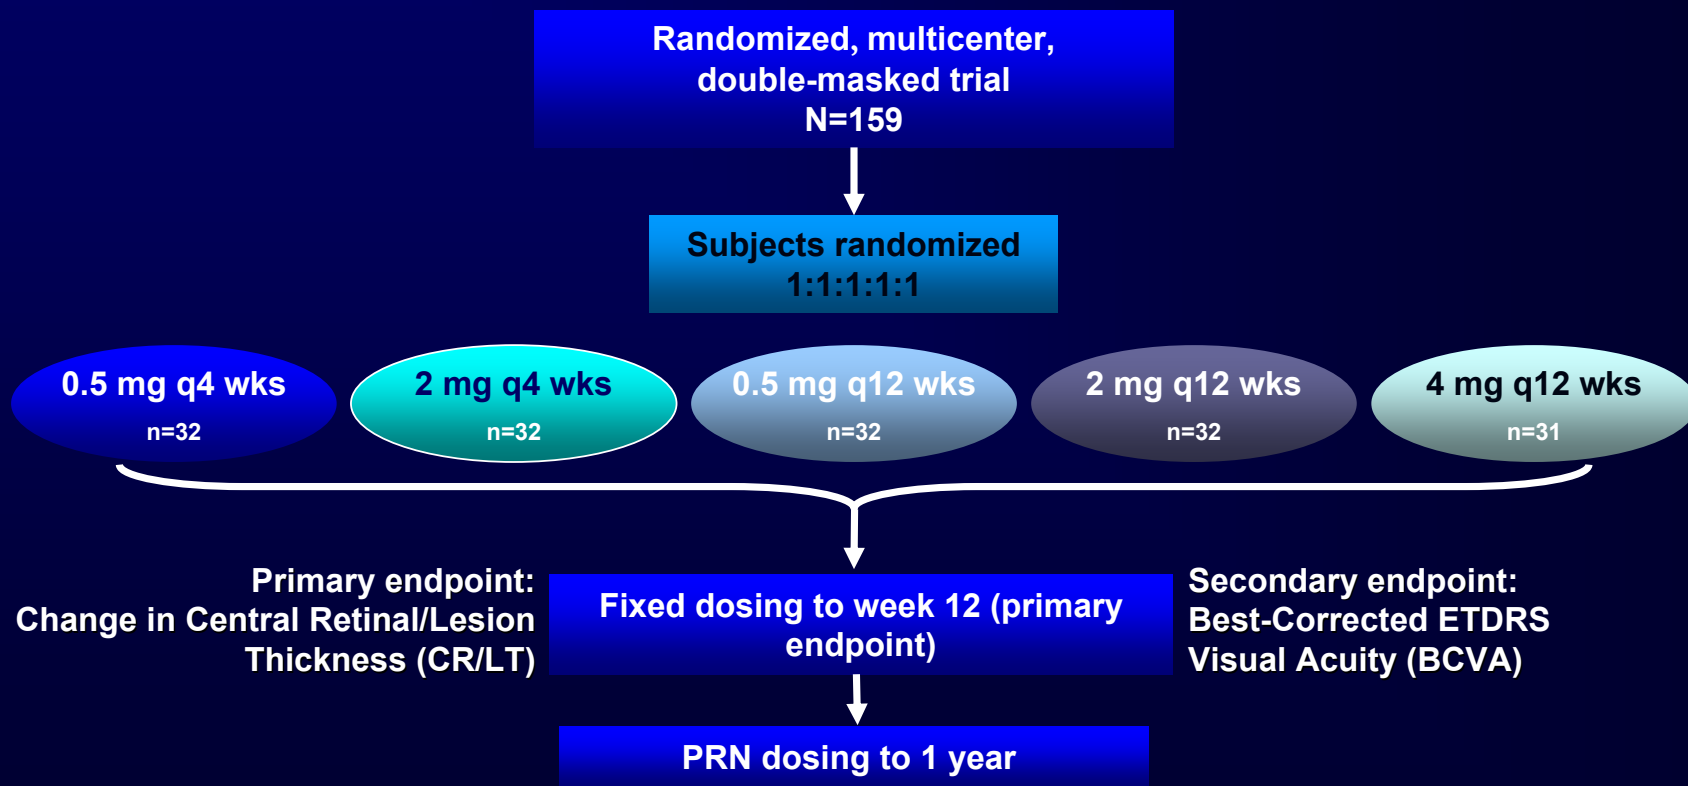 Randomized, multicenter,
double-masked trial
N=159
Subjects randomized
1:1:1:1:1
0.5 mg q4 wks
n=32
2 mg q4 wks
n=32
0.5 mg q12 wks
n=32
2 mg q12 wks
n=32
4 mg q12 wks
n=31
Primary endpoint:
Change in Central Retinal/Lesion
Thickness (CR/LT)
Fixed dosing to week 12 (primary
endpoint)
Secondary endpoint:
Best-Corrected ETDRS
Visual Acuity (BCVA)
PRN dosing to 1 year